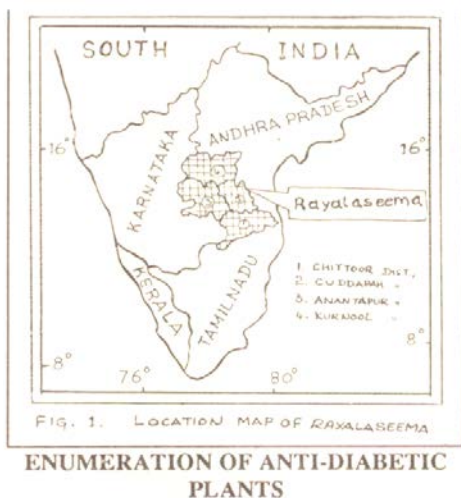 SOUTH INDIA
ANDHRA PRADESH
16° 16°
KARNATAKA
Rayalaseema
1 CHITTOOR DIST,
2. CUDDAPAH "
3. ANANTAPUR "
4. KURNOOL "
KERALA
TAMILNADU
8° 8°
76° 80°
FIG. 1. LOCATION MAP OF RAYALASEEMA
ENUMERATION OF ANTI-DIABETIC
PLANTS